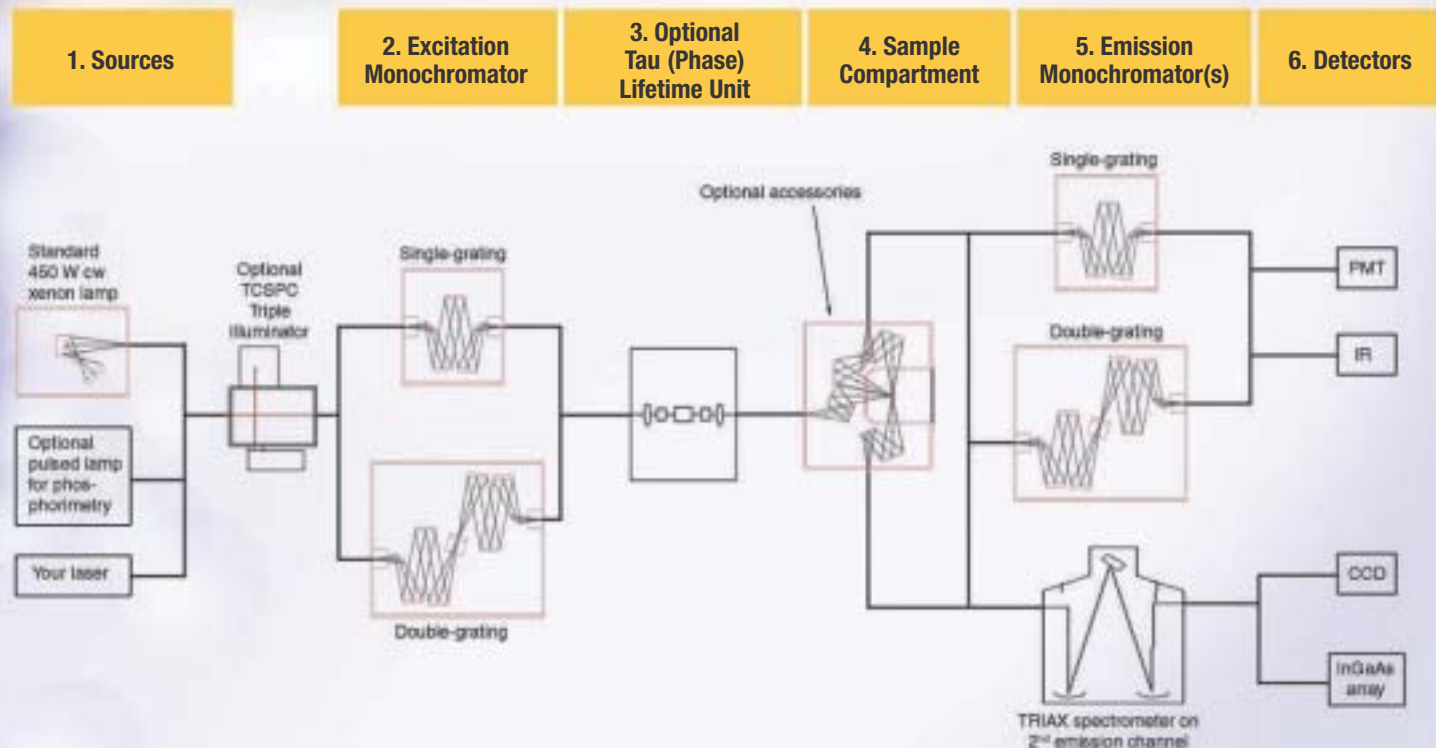 1. Sources
2. Excitation
Monochromator
3. Optional
Tau (Phase)
Lifetime Unit
4. Sample
Compartment
5. Emission
Monochromator(s)
6. Detectors
Standard
450 W cw
xenon lamp
Optional
pulsed lamp
for phos-
phorimetry
Your laser
Optional
TCSPC
Triple
Illuminator
Single-grating
Double-grating
Optional accessories
Single-grating
Double-grating
TRIAX spectrometer on
2nd emission channel
PMT
IR
CCD
InGaAs
array